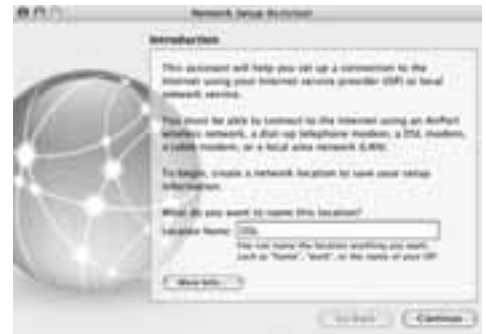 Network Setup Assistant
Introduction
This assistant will help you set up a connection to the
Internet using your Internet service provider (ISP) or local
network service.
You must be able to connect to the Internet using an AirPort
wireless network, a dial-up telephone modem, a DSL modem,
a cable modem, or a local area network (LAN).
To begin, create a network location to save your setup
information.
What do you want to name this location?
Location Name: DSL
You can name the location anything you want,
such as "home", "work", or the name of your ISP.
More Info...
Go Back
Continue